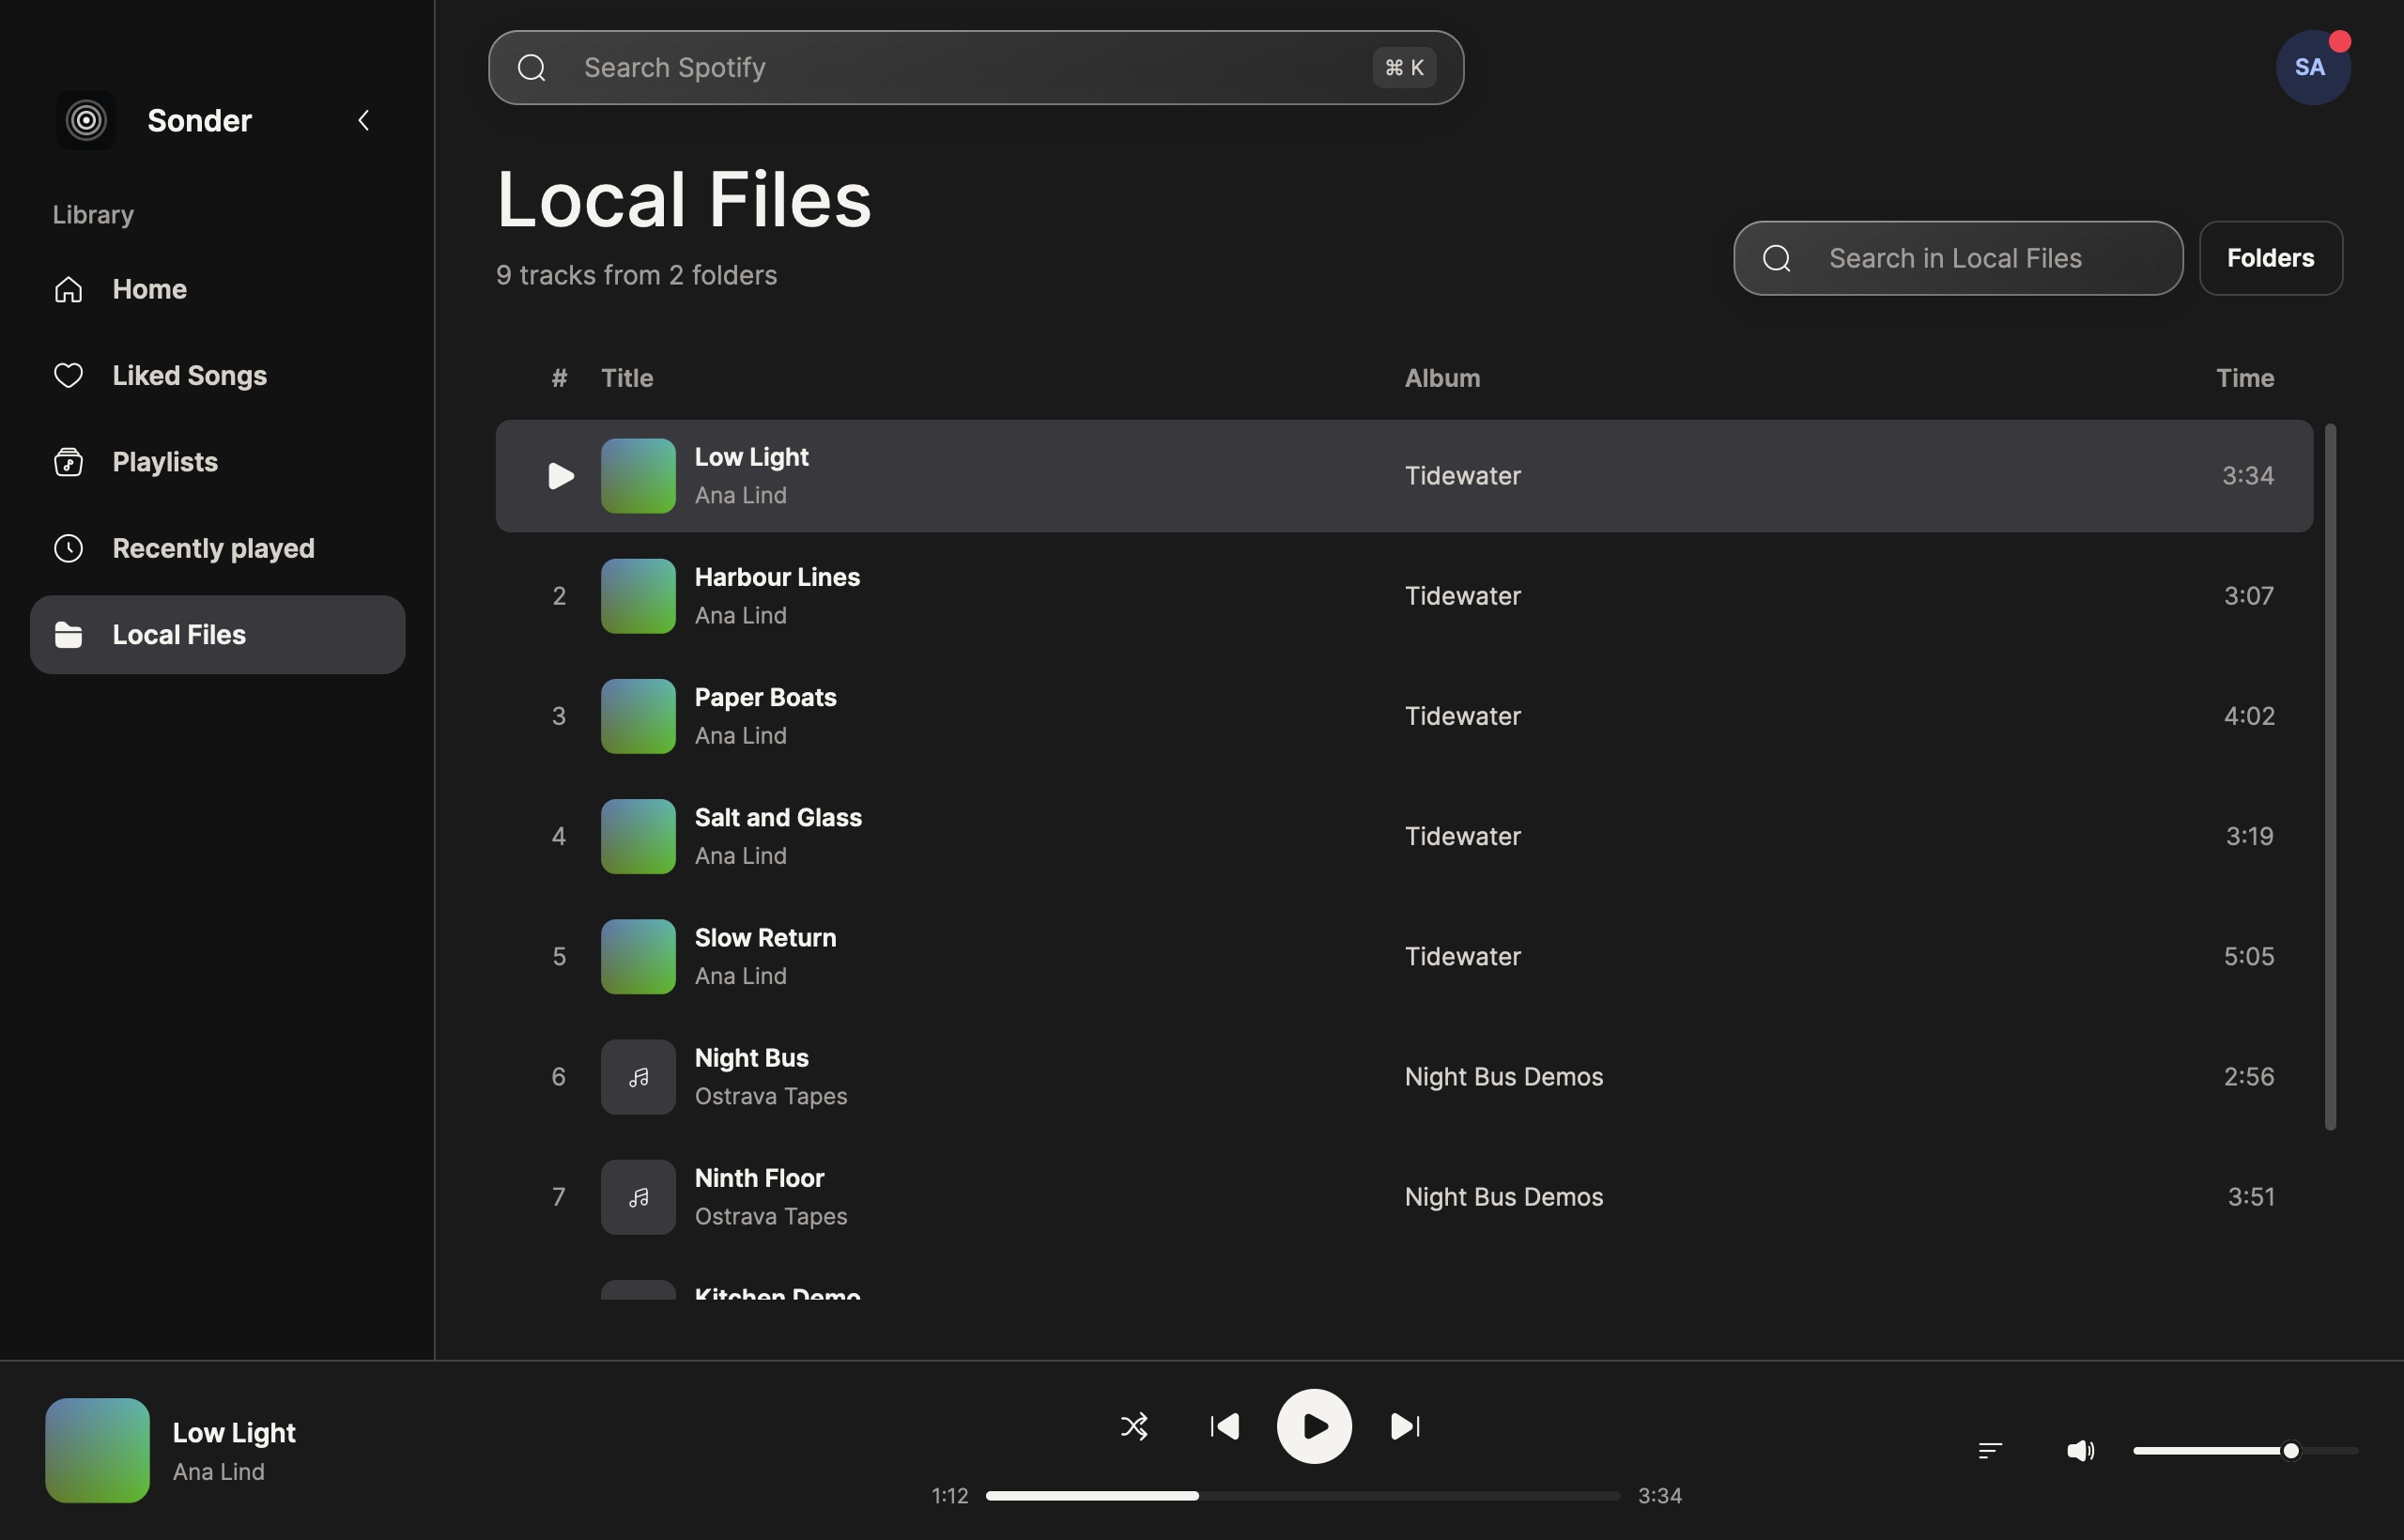 Search Spotify
⌘ K
SA
Sonder
Library
Home
Liked Songs
Playlists
Recently played
Local Files
Local Files
9 tracks from 2 folders
Search in Local Files
Folders
# Title Album Time
Low Light
Ana Lind
Tidewater
3:34
2
Harbour Lines
Ana Lind
Tidewater
3:07
3
Paper Boats
Ana Lind
Tidewater
4:02
4
Salt and Glass
Ana Lind
Tidewater
3:19
5
Slow Return
Ana Lind
Tidewater
5:05
6
Night Bus
Ostrava Tapes
Night Bus Demos
2:56
7
Ninth Floor
Ostrava Tapes
Night Bus Demos
3:51
Kitchen Demo
Low Light
Ana Lind
1:12
3:34